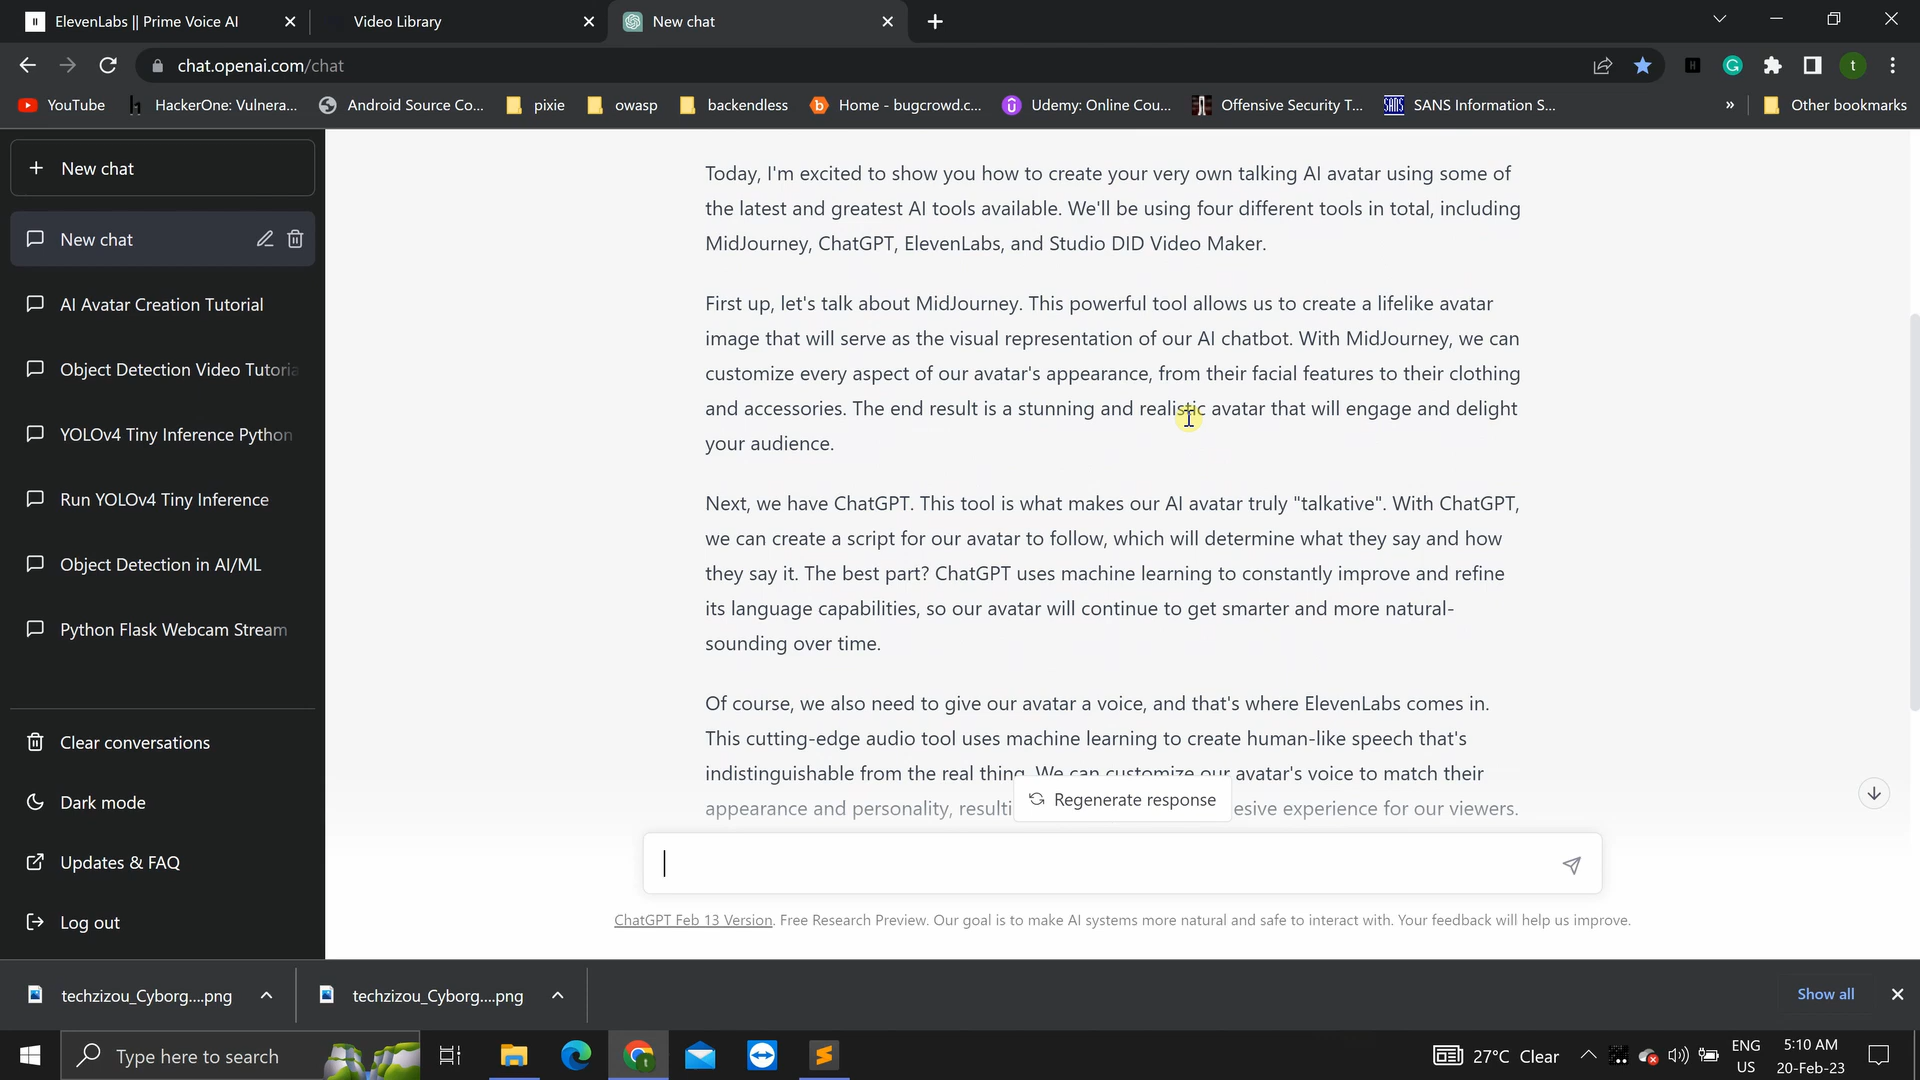 ElevenLabs || Prime Voice AI
Video Library
New chat
chat.openai.com/chat
t
YouTube
HackerOne: Vulnera...
Android Source Co...
pixie
owasp
backendless
Home - bugcrowd.c...
Udemy: Online Cou...
Offensive Security T...
SANS Information S...
»
Other bookmarks
New chat
New chat
AI Avatar Creation Tutorial
Object Detection Video Tutoria
YOLOv4 Tiny Inference Python
Run YOLOv4 Tiny Inference
Object Detection in AI/ML
Python Flask Webcam Stream
Clear conversations
Dark mode
Updates & FAQ
Log out
Today, I'm excited to show you how to create your very own talking AI avatar using some of
the latest and greatest AI tools available. We'll be using four different tools in total, including
MidJourney, ChatGPT, ElevenLabs, and Studio DID Video Maker.
First up, let's talk about MidJourney. This powerful tool allows us to create a lifelike avatar
image that will serve as the visual representation of our AI chatbot. With MidJourney, we can
customize every aspect of our avatar's appearance, from their facial features to their clothing
and accessories. The end result is a stunning and realistic avatar that will engage and delight
your audience.
Next, we have ChatGPT. This tool is what makes our AI avatar truly "talkative". With ChatGPT,
we can create a script for our avatar to follow, which will determine what they say and how
they say it. The best part? ChatGPT uses machine learning to constantly improve and refine
its language capabilities, so our avatar will continue to get smarter and more natural-
sounding over time.
Of course, we also need to give our avatar a voice, and that's where ElevenLabs comes in.
This cutting-edge audio tool uses machine learning to create human-like speech that's
indistinguishable from the real thing. We can customize our avatar's voice to match their
appearance and personality, resulti esive experience for our viewers.
Regenerate response
ChatGPT Feb 13 Version. Free Research Preview. Our goal is to make AI systems more natural and safe to interact with. Your feedback will help us improve.
techzizou_Cyborg....png
techzizou_Cyborg....png
Show all
Type here to search
27°C Clear
ENG
US
5:10 AM
20-Feb-23